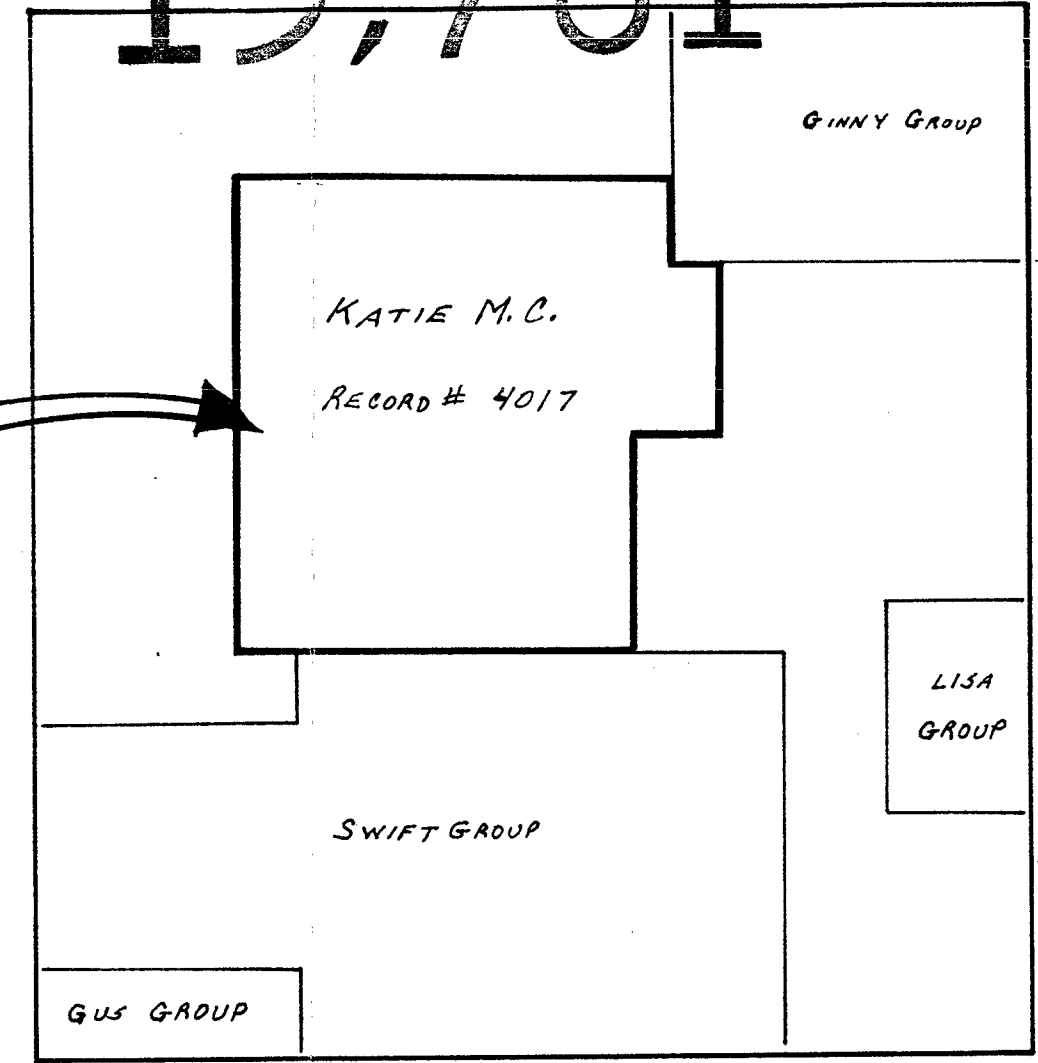 GINNY GROUP
KATIE M.C.
RECORD # 4017
LISA
GROUP
SWIFT GROUP
GUS GROUP